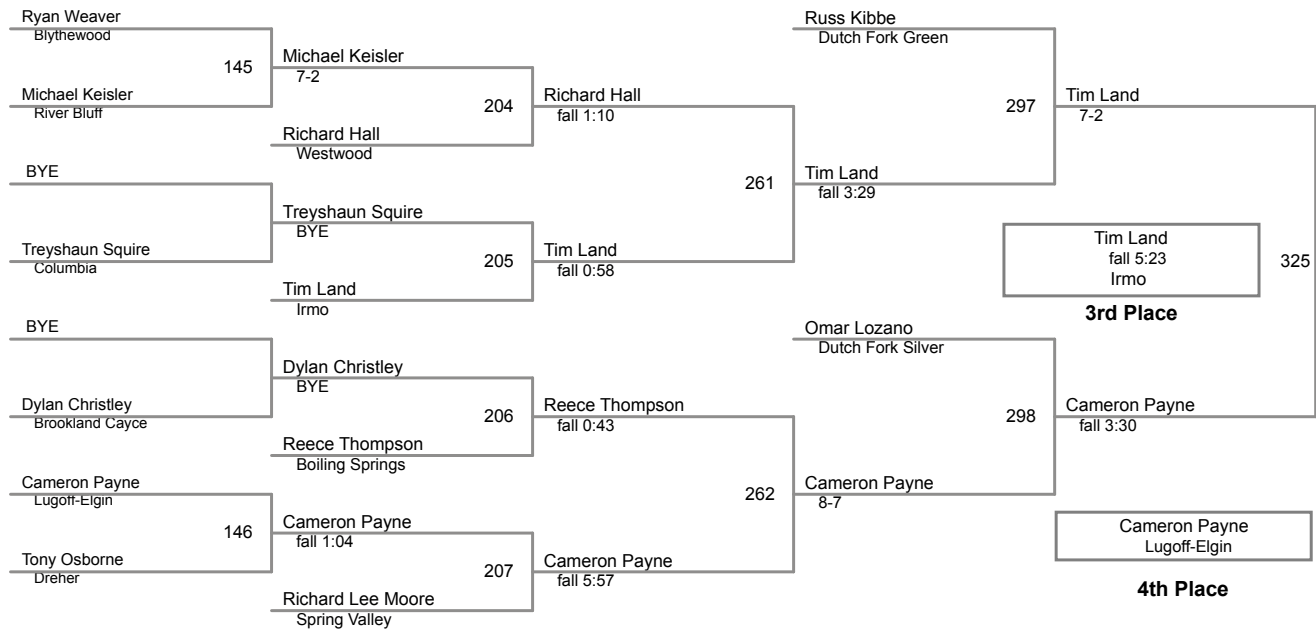 Ryan Weaver
Blythewood
145
Michael Keisler
7-2
Michael Keisler
River Bluff
204
Richard Hall
fall 1:10
Richard Hall
Westwood
BYE
Treyshaun Squire
BYE
Treyshaun Squire
Columbia
205
Tim Land
fall 0:58
Tim Land
Irmo
261
Tim Land
fall 3:29
Russ Kibbe
Dutch Fork Green
297
Tim Land
7-2
Tim Land
fall 5:23
Irmo
3rd Place
325
BYE
Dylan Christley
BYE
Dylan Christley
Brookland Cayce
206
Reece Thompson
fall 0:43
Reece Thompson
Boiling Springs
Cameron Payne
Lugoff-Elgin
146
Cameron Payne
fall 1:04
Tony Osborne
Dreher
207
Cameron Payne
fall 5:57
Richard Lee Moore
Spring Valley
262
Cameron Payne
8-7
Omar Lozano
Dutch Fork Silver
298
Cameron Payne
fall 3:30
Cameron Payne
Lugoff-Elgin
4th Place